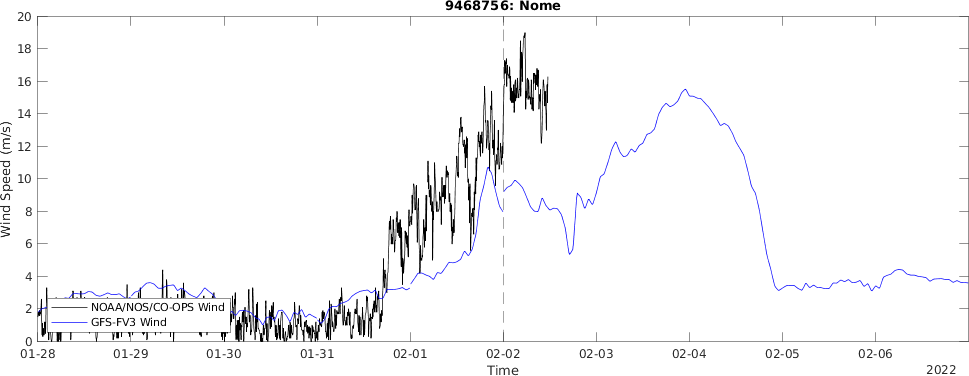 9468756: Nome
20
18
16
14
12
10
8
6
4
2
0
Wind Speed (m/s)
NOAA/NOS/CO-OPS Wind
GFS-FV3 Wind
01-28 01-29 01-30 01-31 02-01 02-02 02-03 02-04 02-05 02-06
Time
2022